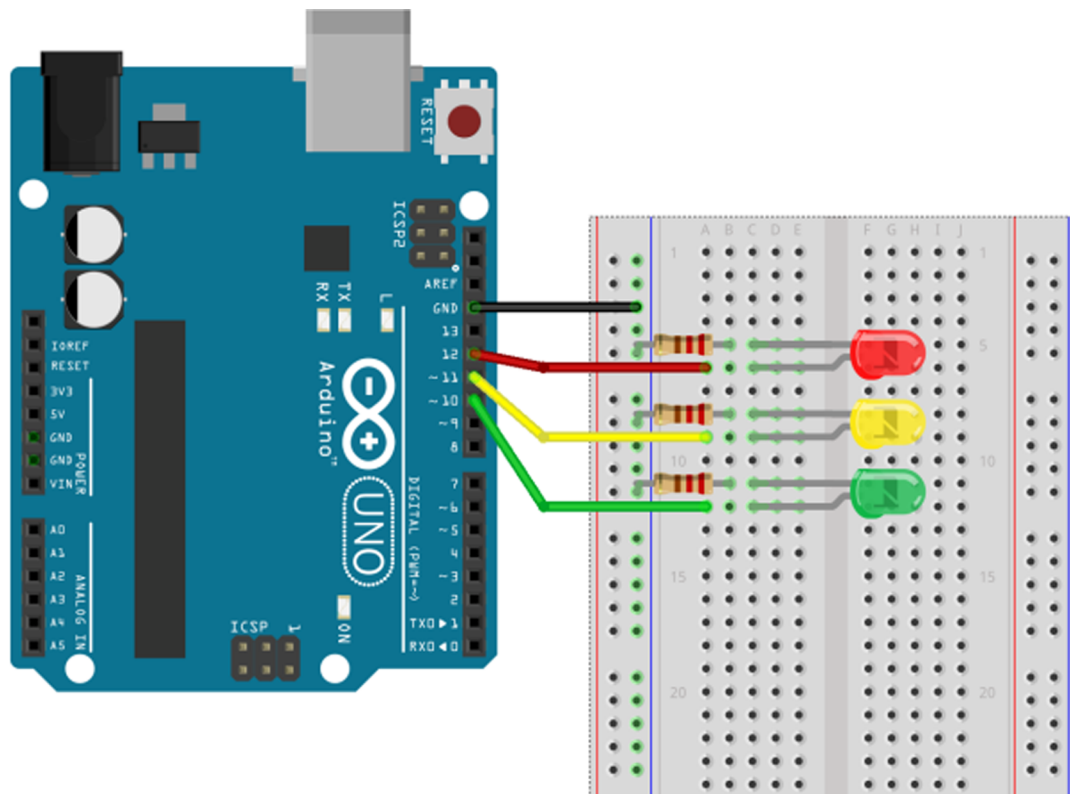 RESET
ICSP2
AREF
GND
13
12
~ 11
~ 10
~ 9
8
7
~ 6
~ 5
4
~ 3
2
TX0 ▶ 1
RX0 ◀ 0
RX
TX
L
Arduino™
UNO
DIGITAL (PWM=~)
IOREF
RESET
3V3
5V
GND
GND
VIN
POWER
A0
A1
A2
A3
A4
A5
ANALOG IN
ICSP
1
ON
A B C D E F G H I J
1 1
5 5
10 10
15 15
20 20